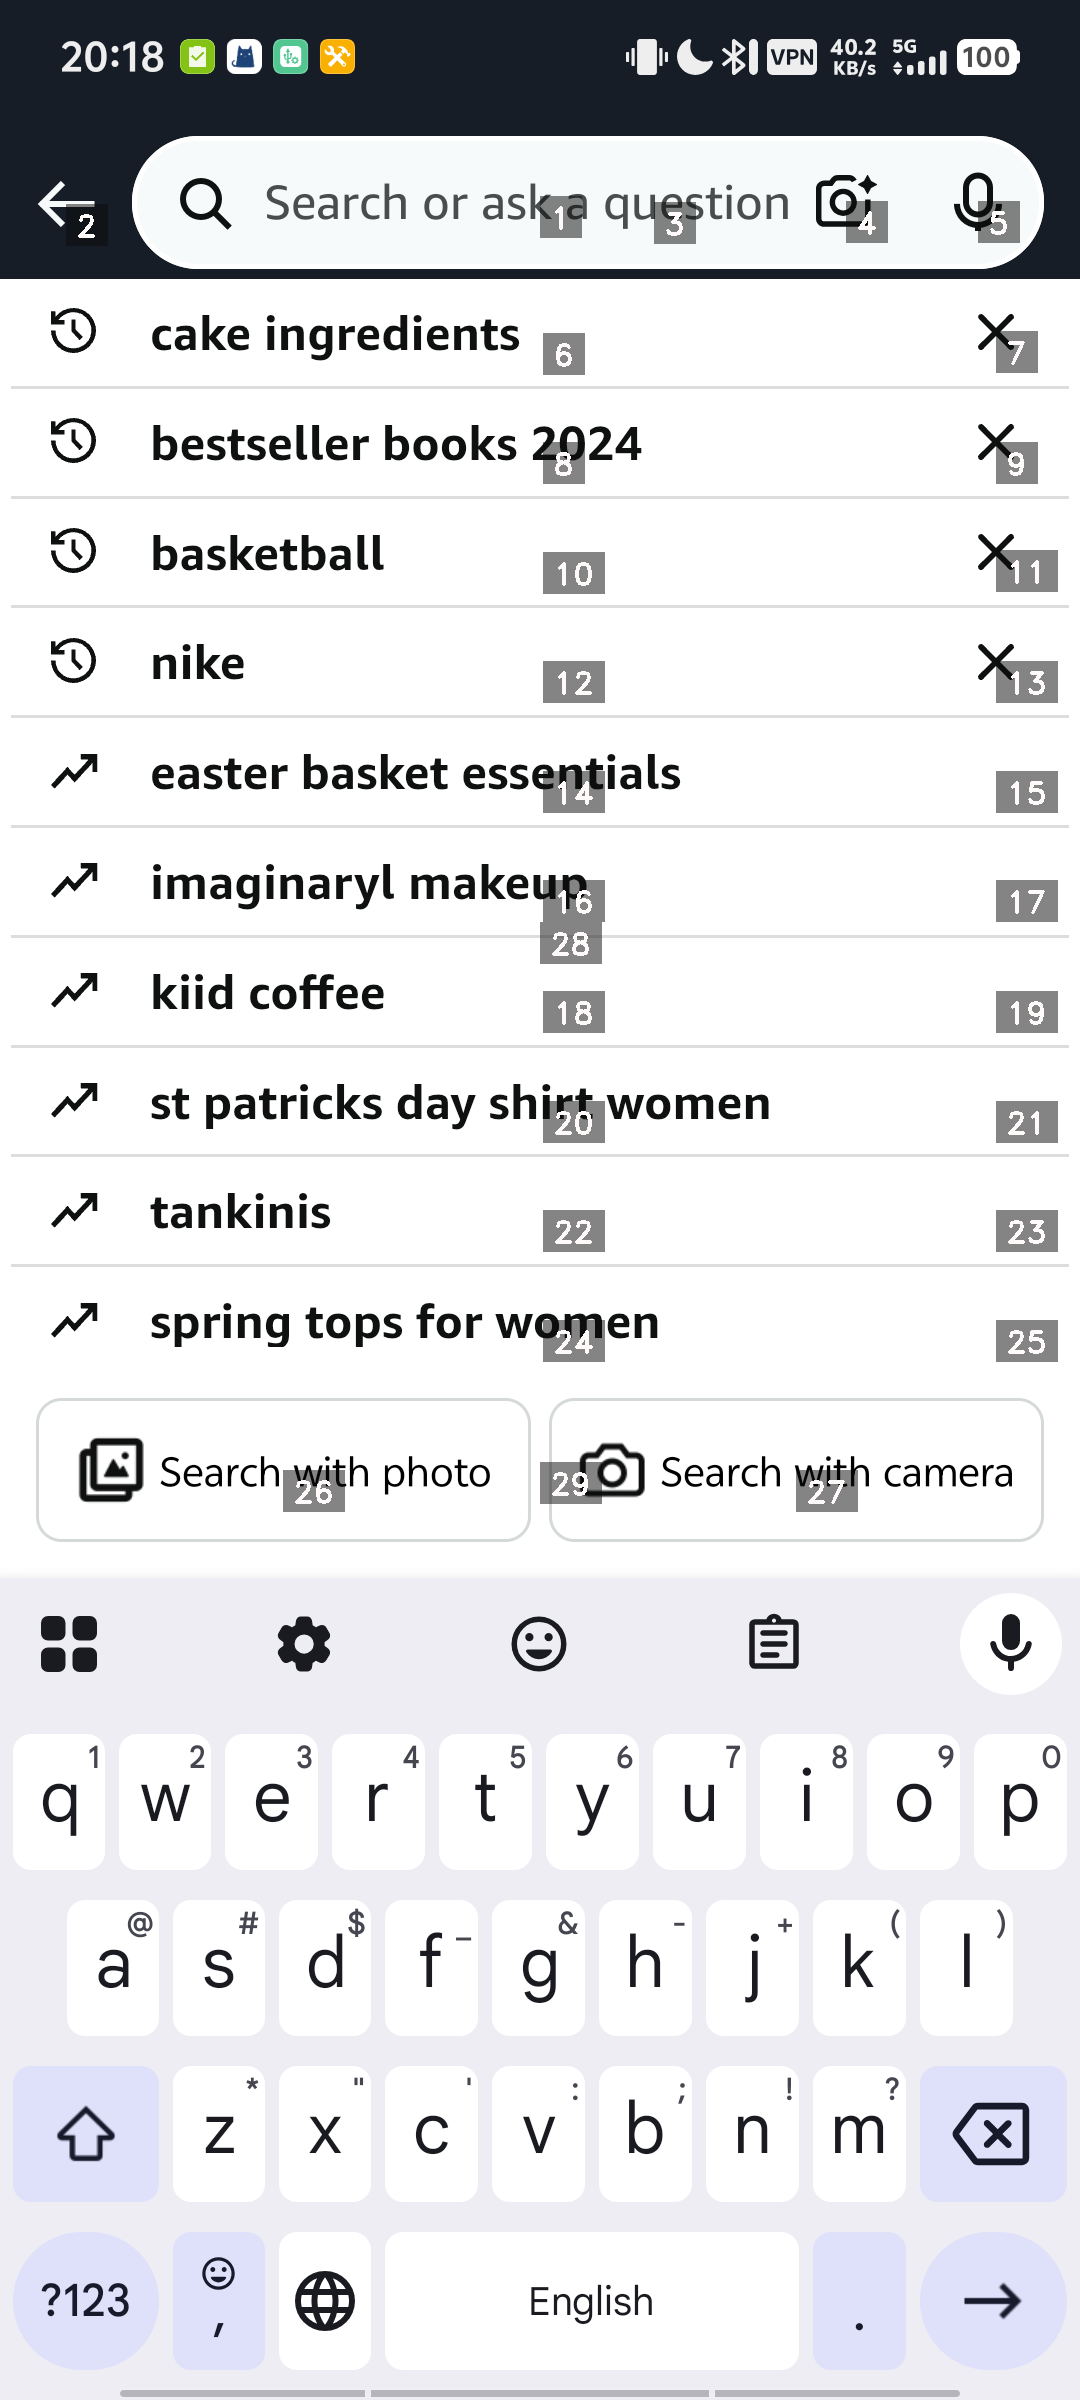 20:18
VPN
40.2 KB/s
5G
100
Search or ask a question
1
2
3
4
5
cake ingredients
6
7
bestseller books 2024
8
9
basketball
10
11
nike
12
13
easter basket essentials
14
15
imaginaryl makeup
16
17
28
kiid coffee
18
19
st patricks day shirt women
20
21
tankinis
22
23
spring tops for women
24
25
Search with photo
26
29
Search with camera
27
1 2 3 4 5 6 7 8 9 0
q w e r t y u i o p
@ # $ _ & - + ( )
a s d f g h j k l
* " ' : ; ! ?
z x c v b n m
?123 , English .